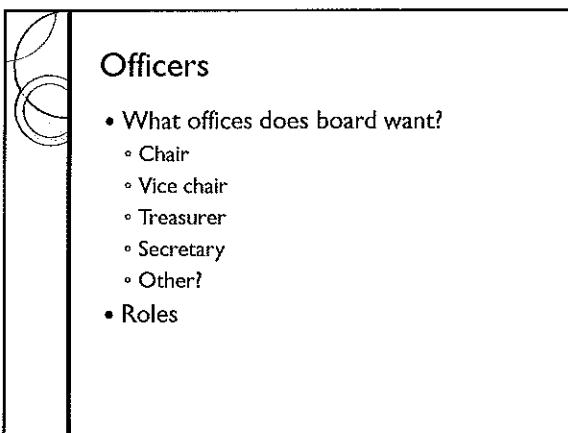 Officers
• What offices does board want?
◦ Chair
◦ Vice chair
◦ Treasurer
◦ Secretary
◦ Other?
• Roles